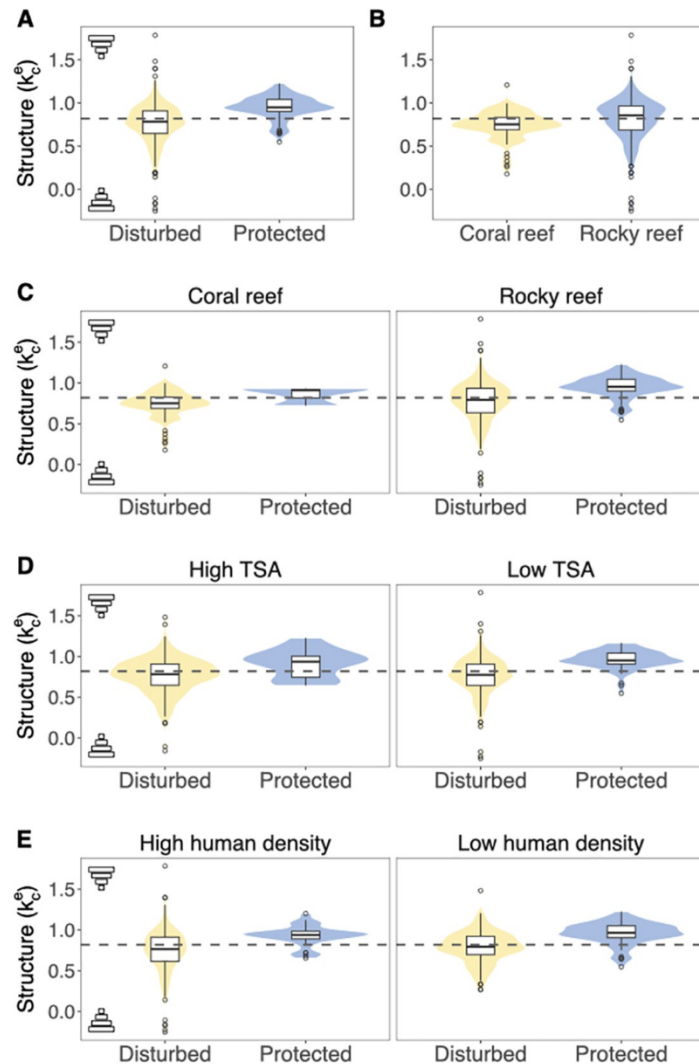 A
B
Structure (k_c^e)
1.5
1.0
0.5
0.0
Disturbed Protected
Structure (k_c^e)
1.5
1.0
0.5
0.0
Coral reef Rocky reef
C
Coral reef Rocky reef
Structure (k_c^e)
1.5
1.0
0.5
0.0
Disturbed Protected Disturbed Protected
D
High TSA Low TSA
Structure (k_c^e)
1.5
1.0
0.5
0.0
Disturbed Protected Disturbed Protected
E
High human density Low human density
Structure (k_c^e)
1.5
1.0
0.5
0.0
Disturbed Protected Disturbed Protected